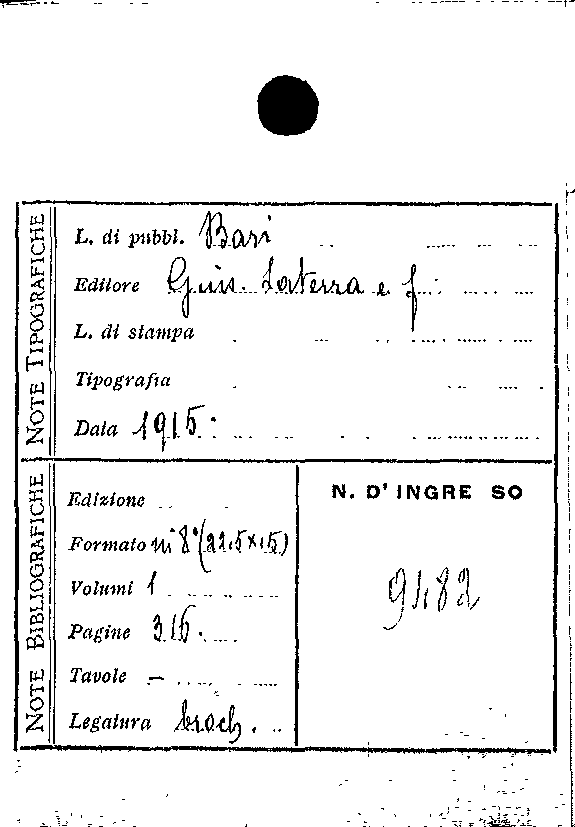 NOTE TIPOGRAFICHE
L. di pubbl. Bari
Editore Gius. Laterza e f.
L. di stampa
Tipografia
Data 1915.
NOTE BIBLIOGRAFICHE
Edizione
Formato in 8° (22,5×15)
Volumi 1
Pagine 316.
Tavole —
Legatura broch.
N. D'INGRE SO
9182